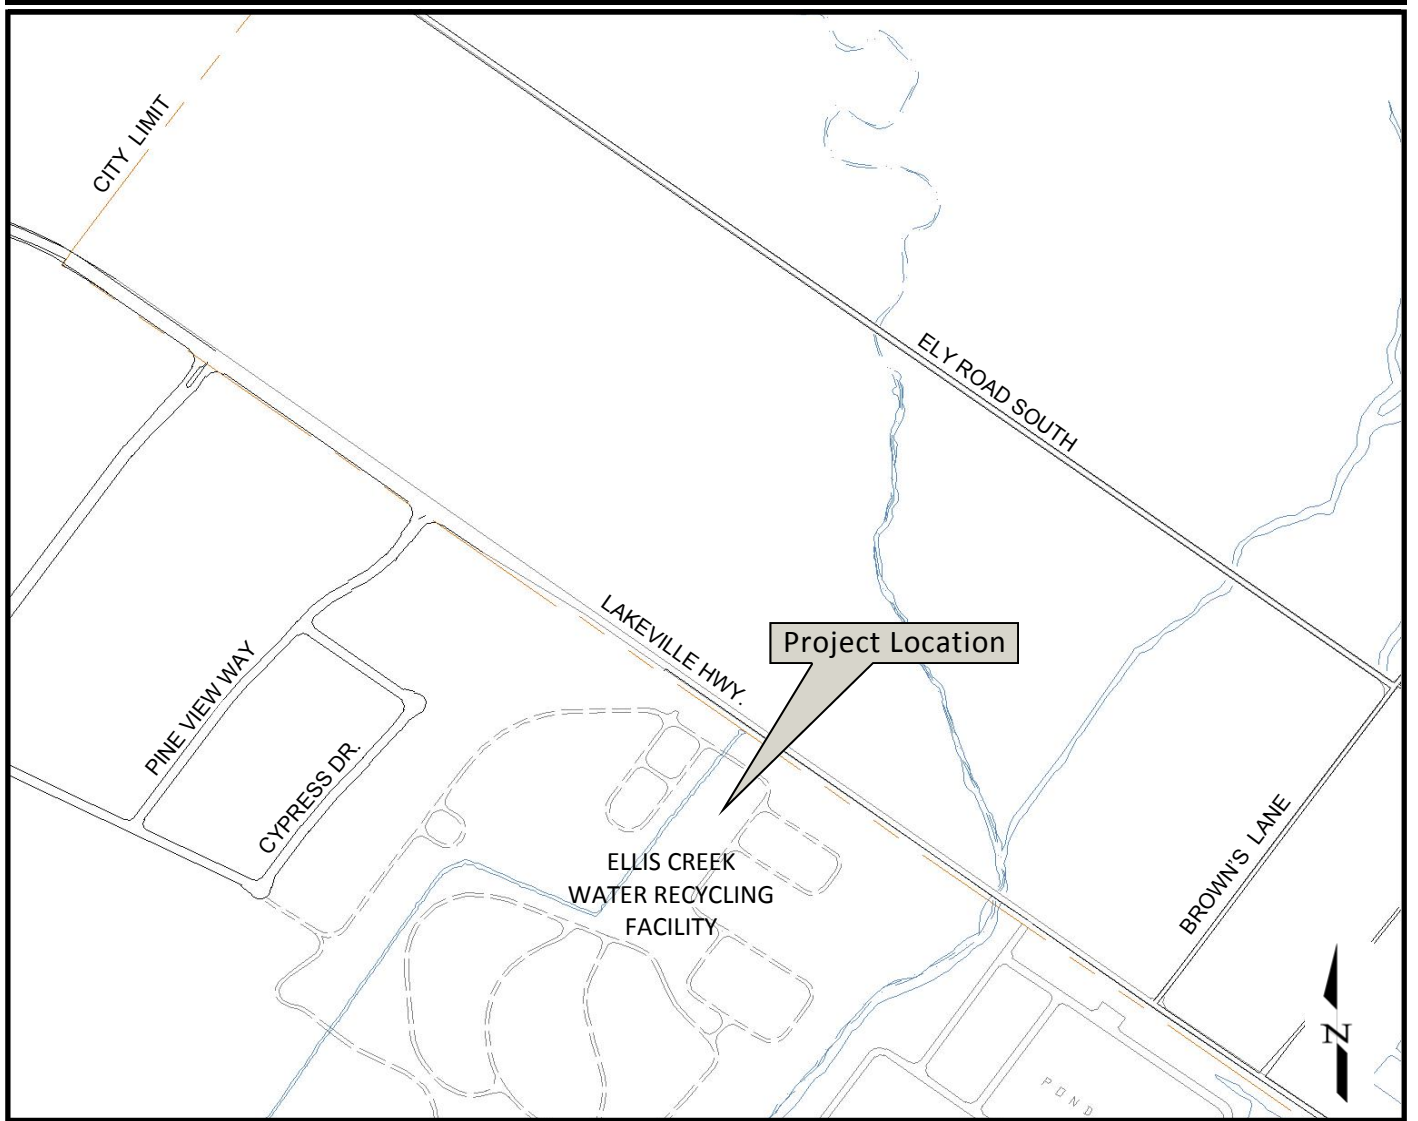 CITY LIMIT
ELY ROAD SOUTH
LAKEVILLE HWY.
Project Location
PINE VIEW WAY
CYPRESS DR.
ELLIS CREEK
WATER RECYCLING
FACILITY
BROWN'S LANE
N
POND